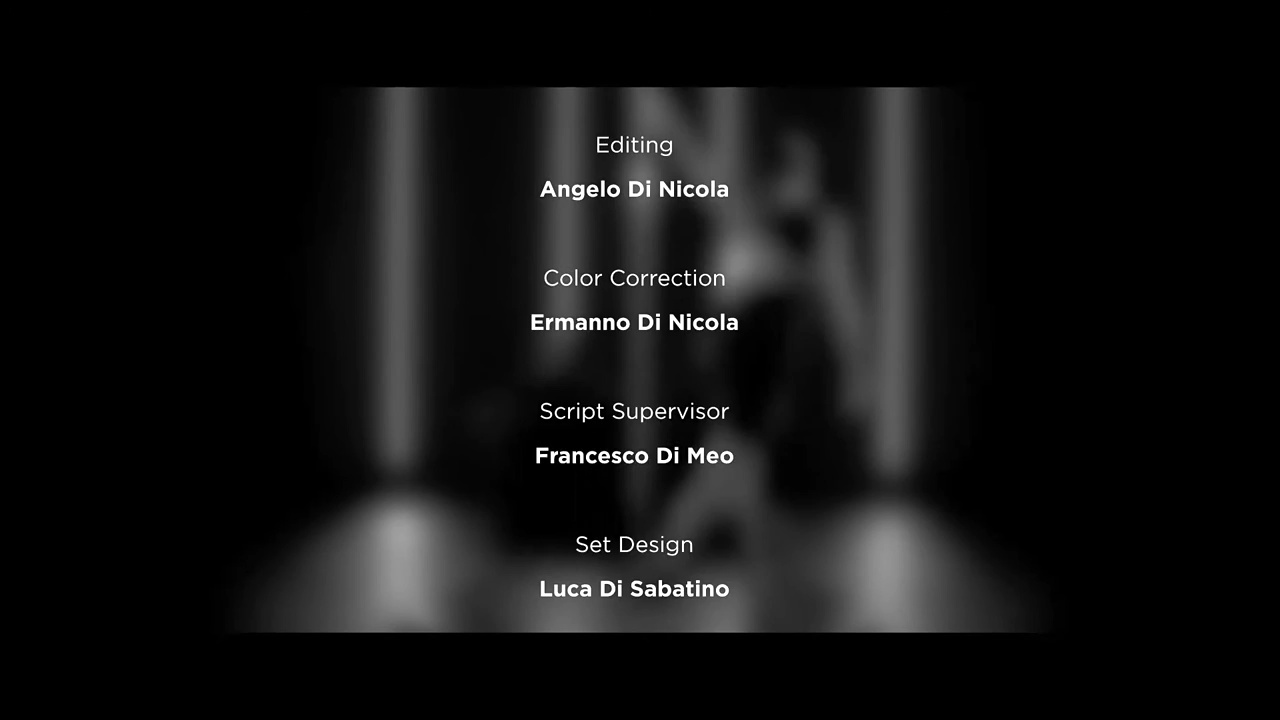 Editing
Angelo Di Nicola
Color Correction
Ermanno Di Nicola
Script Supervisor
Francesco Di Meo
Set Design
Luca Di Sabatino